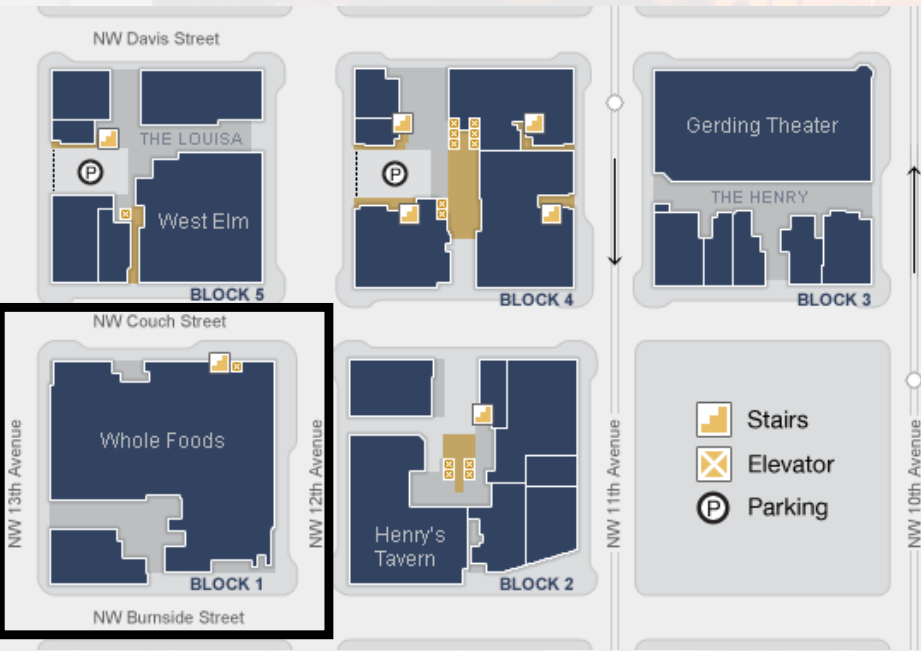 NW Davis Street
THE LOUISA
P
West Elm
BLOCK 5
P
BLOCK 4
Gerding Theater
THE HENRY
BLOCK 3
NW Couch Street
NW 13th Avenue
Whole Foods
BLOCK 1
NW 12th Avenue
Henry's
Tavern
BLOCK 2
NW 11th Avenue
Stairs
Elevator
P
Parking
NW 10th Avenue
NW Burnside Street